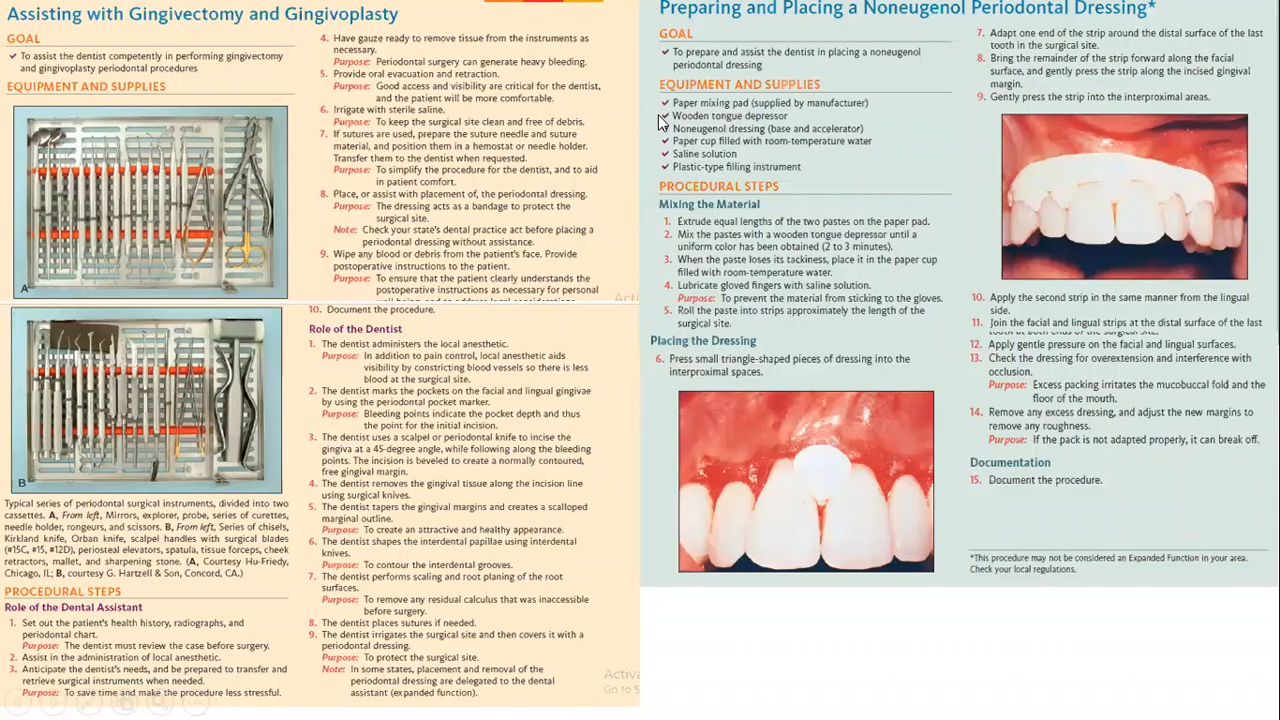 Assisting with Gingivectomy and Gingivoplasty
GOAL
✓ To assist the dentist competently in performing gingivectomy
and gingivoplasty periodontal procedures
EQUIPMENT AND SUPPLIES
A
B
Typical series of periodontal surgical instruments, divided into two
cassettes. A, From left, Mirrors, explorer, probe, series of curettes,
needle holder, rongeurs, and scissors. B, From left, Series of chisels,
Kirkland knife, Orban knife, scalpel handles with surgical blades
(#15C, #15, #12D), periosteal elevators, spatula, tissue forceps, cheek
retractors, mallet, and sharpening stone. (A, Courtesy Hu-Friedy,
Chicago, IL; B, courtesy G. Hartzell & Son, Concord, CA.)
PROCEDURAL STEPS
Role of the Dental Assistant
1. Set out the patient's health history, radiographs, and
periodontal chart.
Purpose: The dentist must review the case before surgery.
2. Assist in the administration of local anesthetic.
3. Anticipate the dentist's needs, and be prepared to transfer and
retrieve surgical instruments when needed.
Purpose: To save time and make the procedure less stressful.
4. Have gauze ready to remove tissue from the instruments as
necessary.
Purpose: Periodontal surgery can generate heavy bleeding.
5. Provide oral evacuation and retraction.
Purpose: Good access and visibility are critical for the dentist,
and the patient will be more comfortable.
6. Irrigate with sterile saline.
Purpose: To keep the surgical site clean and free of debris.
7. If sutures are used, prepare the suture needle and suture
material, and position them in a hemostat or needle holder.
Transfer them to the dentist when requested.
Purpose: To simplify the procedure for the dentist, and to aid
in patient comfort.
8. Place, or assist with placement of, the periodontal dressing.
Purpose: The dressing acts as a bandage to protect the
surgical site.
Note: Check your state's dental practice act before placing a
periodontal dressing without assistance.
9. Wipe any blood or debris from the patient's face. Provide
postoperative instructions to the patient.
Purpose: To ensure that the patient clearly understands the
postoperative instructions as necessary for personal
10. Document the procedure.
Role of the Dentist
1. The dentist administers the local anesthetic.
Purpose: In addition to pain control, local anesthetic aids
visibility by constricting blood vessels so there is less
blood at the surgical site.
2. The dentist marks the pockets on the facial and lingual gingivae
by using the periodontal pocket marker.
Purpose: Bleeding points indicate the pocket depth and thus
the point for the initial incision.
3. The dentist uses a scalpel or periodontal knife to incise the
gingiva at a 45-degree angle, while following along the bleeding
points. The incision is beveled to create a normally contoured,
free gingival margin.
4. The dentist removes the gingival tissue along the incision line
using surgical knives.
5. The dentist tapers the gingival margins and creates a scalloped
marginal outline.
Purpose: To create an attractive and healthy appearance.
6. The dentist shapes the interdental papillae using interdental
knives.
Purpose: To contour the interdental grooves.
7. The dentist performs scaling and root planing of the root
surfaces.
Purpose: To remove any residual calculus that was inaccessible
before surgery.
8. The dentist places sutures if needed.
9. The dentist irrigates the surgical site and then covers it with a
periodontal dressing.
Purpose: To protect the surgical site.
Note: In some states, placement and removal of the
periodontal dressing are delegated to the dental
assistant (expanded function).
Acti
Activa
Go to S
Preparing and Placing a Noneugenol Periodontal Dressing*
GOAL
✓ To prepare and assist the dentist in placing a noneugenol
periodontal dressing
EQUIPMENT AND SUPPLIES
✓ Paper mixing pad (supplied by manufacturer)
✓ Wooden tongue depressor
✓ Noneugenol dressing (base and accelerator)
✓ Paper cup filled with room-temperature water
✓ Saline solution
✓ Plastic-type filling instrument
PROCEDURAL STEPS
Mixing the Material
1. Extrude equal lengths of the two pastes on the paper pad.
2. Mix the pastes with a wooden tongue depressor until a
uniform color has been obtained (2 to 3 minutes).
3. When the paste loses its tackiness, place it in the paper cup
filled with room-temperature water.
4. Lubricate gloved fingers with saline solution.
Purpose: To prevent the material from sticking to the gloves.
5. Roll the paste into strips approximately the length of the
surgical site.
Placing the Dressing
6. Press small triangle-shaped pieces of dressing into the
interproximal spaces.
7. Adapt one end of the strip around the distal surface of the last
tooth in the surgical site.
8. Bring the remainder of the strip forward along the facial
surface, and gently press the strip along the incised gingival
margin.
9. Gently press the strip into the interproximal areas.
10. Apply the second strip in the same manner from the lingual
side.
11. Join the facial and lingual strips at the distal surface of the last
12. Apply gentle pressure on the facial and lingual surfaces.
13. Check the dressing for overextension and interference with
occlusion.
Purpose: Excess packing irritates the mucobuccal fold and the
floor of the mouth.
14. Remove any excess dressing, and adjust the new margins to
remove any roughness.
Purpose: If the pack is not adapted properly, it can break off.
Documentation
15. Document the procedure.
*This procedure may not be considered an Expanded Function in your area.
Check your local regulations.